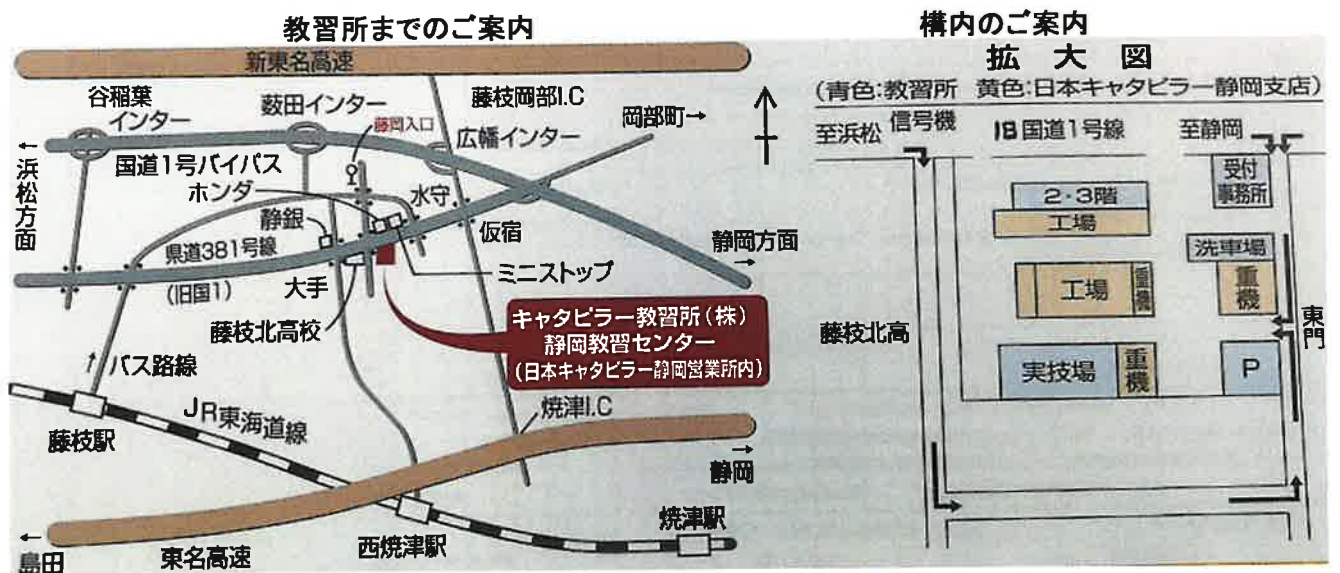 教習所までのご案内
新東名高速
谷稲葉
インター
薮田インター
藤枝岡部I.C
藤岡入口
広幡インター
岡部町→
←
浜松方面
国道1号バイパス
ホンダ
水守
静銀
仮宿
県道381号線
(旧国1)
大手
静岡方面
→
ミニストップ
藤枝北高校
キャタピラー教習所(株)
静岡教習センター
(日本キャタピラー静岡営業所内)
バス路線
JR東海道線
藤枝駅
焼津I.C
→
静岡
焼津駅
西焼津駅
東名高速
←
島田
構内のご案内
拡大図
(青色:教習所 黄色:日本キャタピラー静岡支店)
至浜松
信号機
旧国道1号線
至静岡
受付
事務所
2・3階
工場
洗車場
工場
重機
重機
東門
藤枝北高
実技場
重機
P